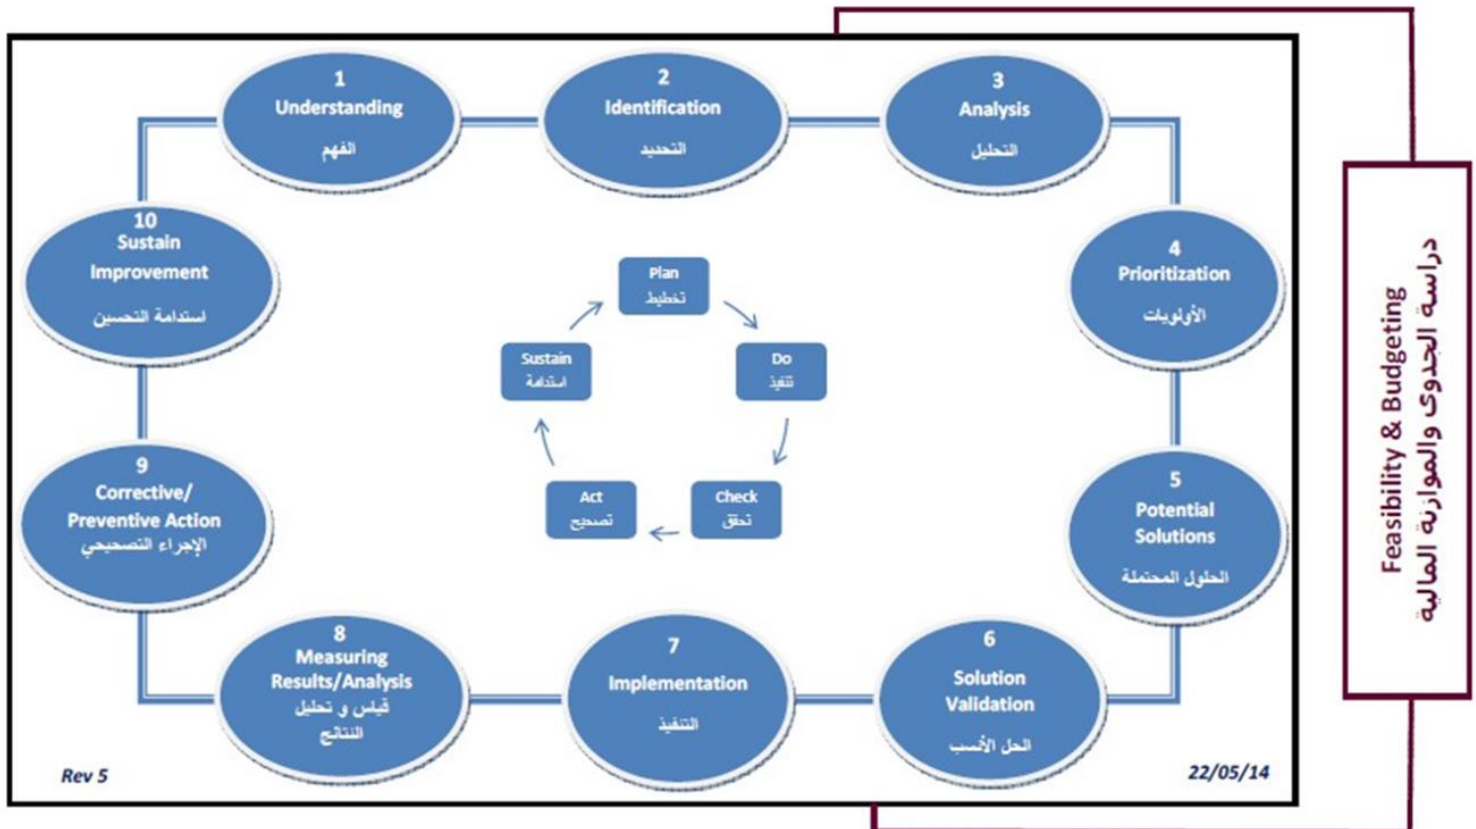 1
Understanding
الفهم
2
Identification
التحديد
3
Analysis
التحليل
4
Prioritization
الأولويات
5
Potential
Solutions
الحلول المحتملة
6
Solution
Validation
الحل الأنسب
7
Implementation
التنفيذ
8
Measuring
Results/Analysis
قياس و تحليل
النتائج
9
Corrective/
Preventive Action
الإجراء التصحيحي
10
Sustain
Improvement
استدامة التحسين
Plan
تخطيط
Do
تنفيذ
Check
تحقق
Act
تصحيح
Sustain
استدامة
Rev 5
22/05/14
Feasibility & Budgeting
دراسة الجدوى والموازنة المالية